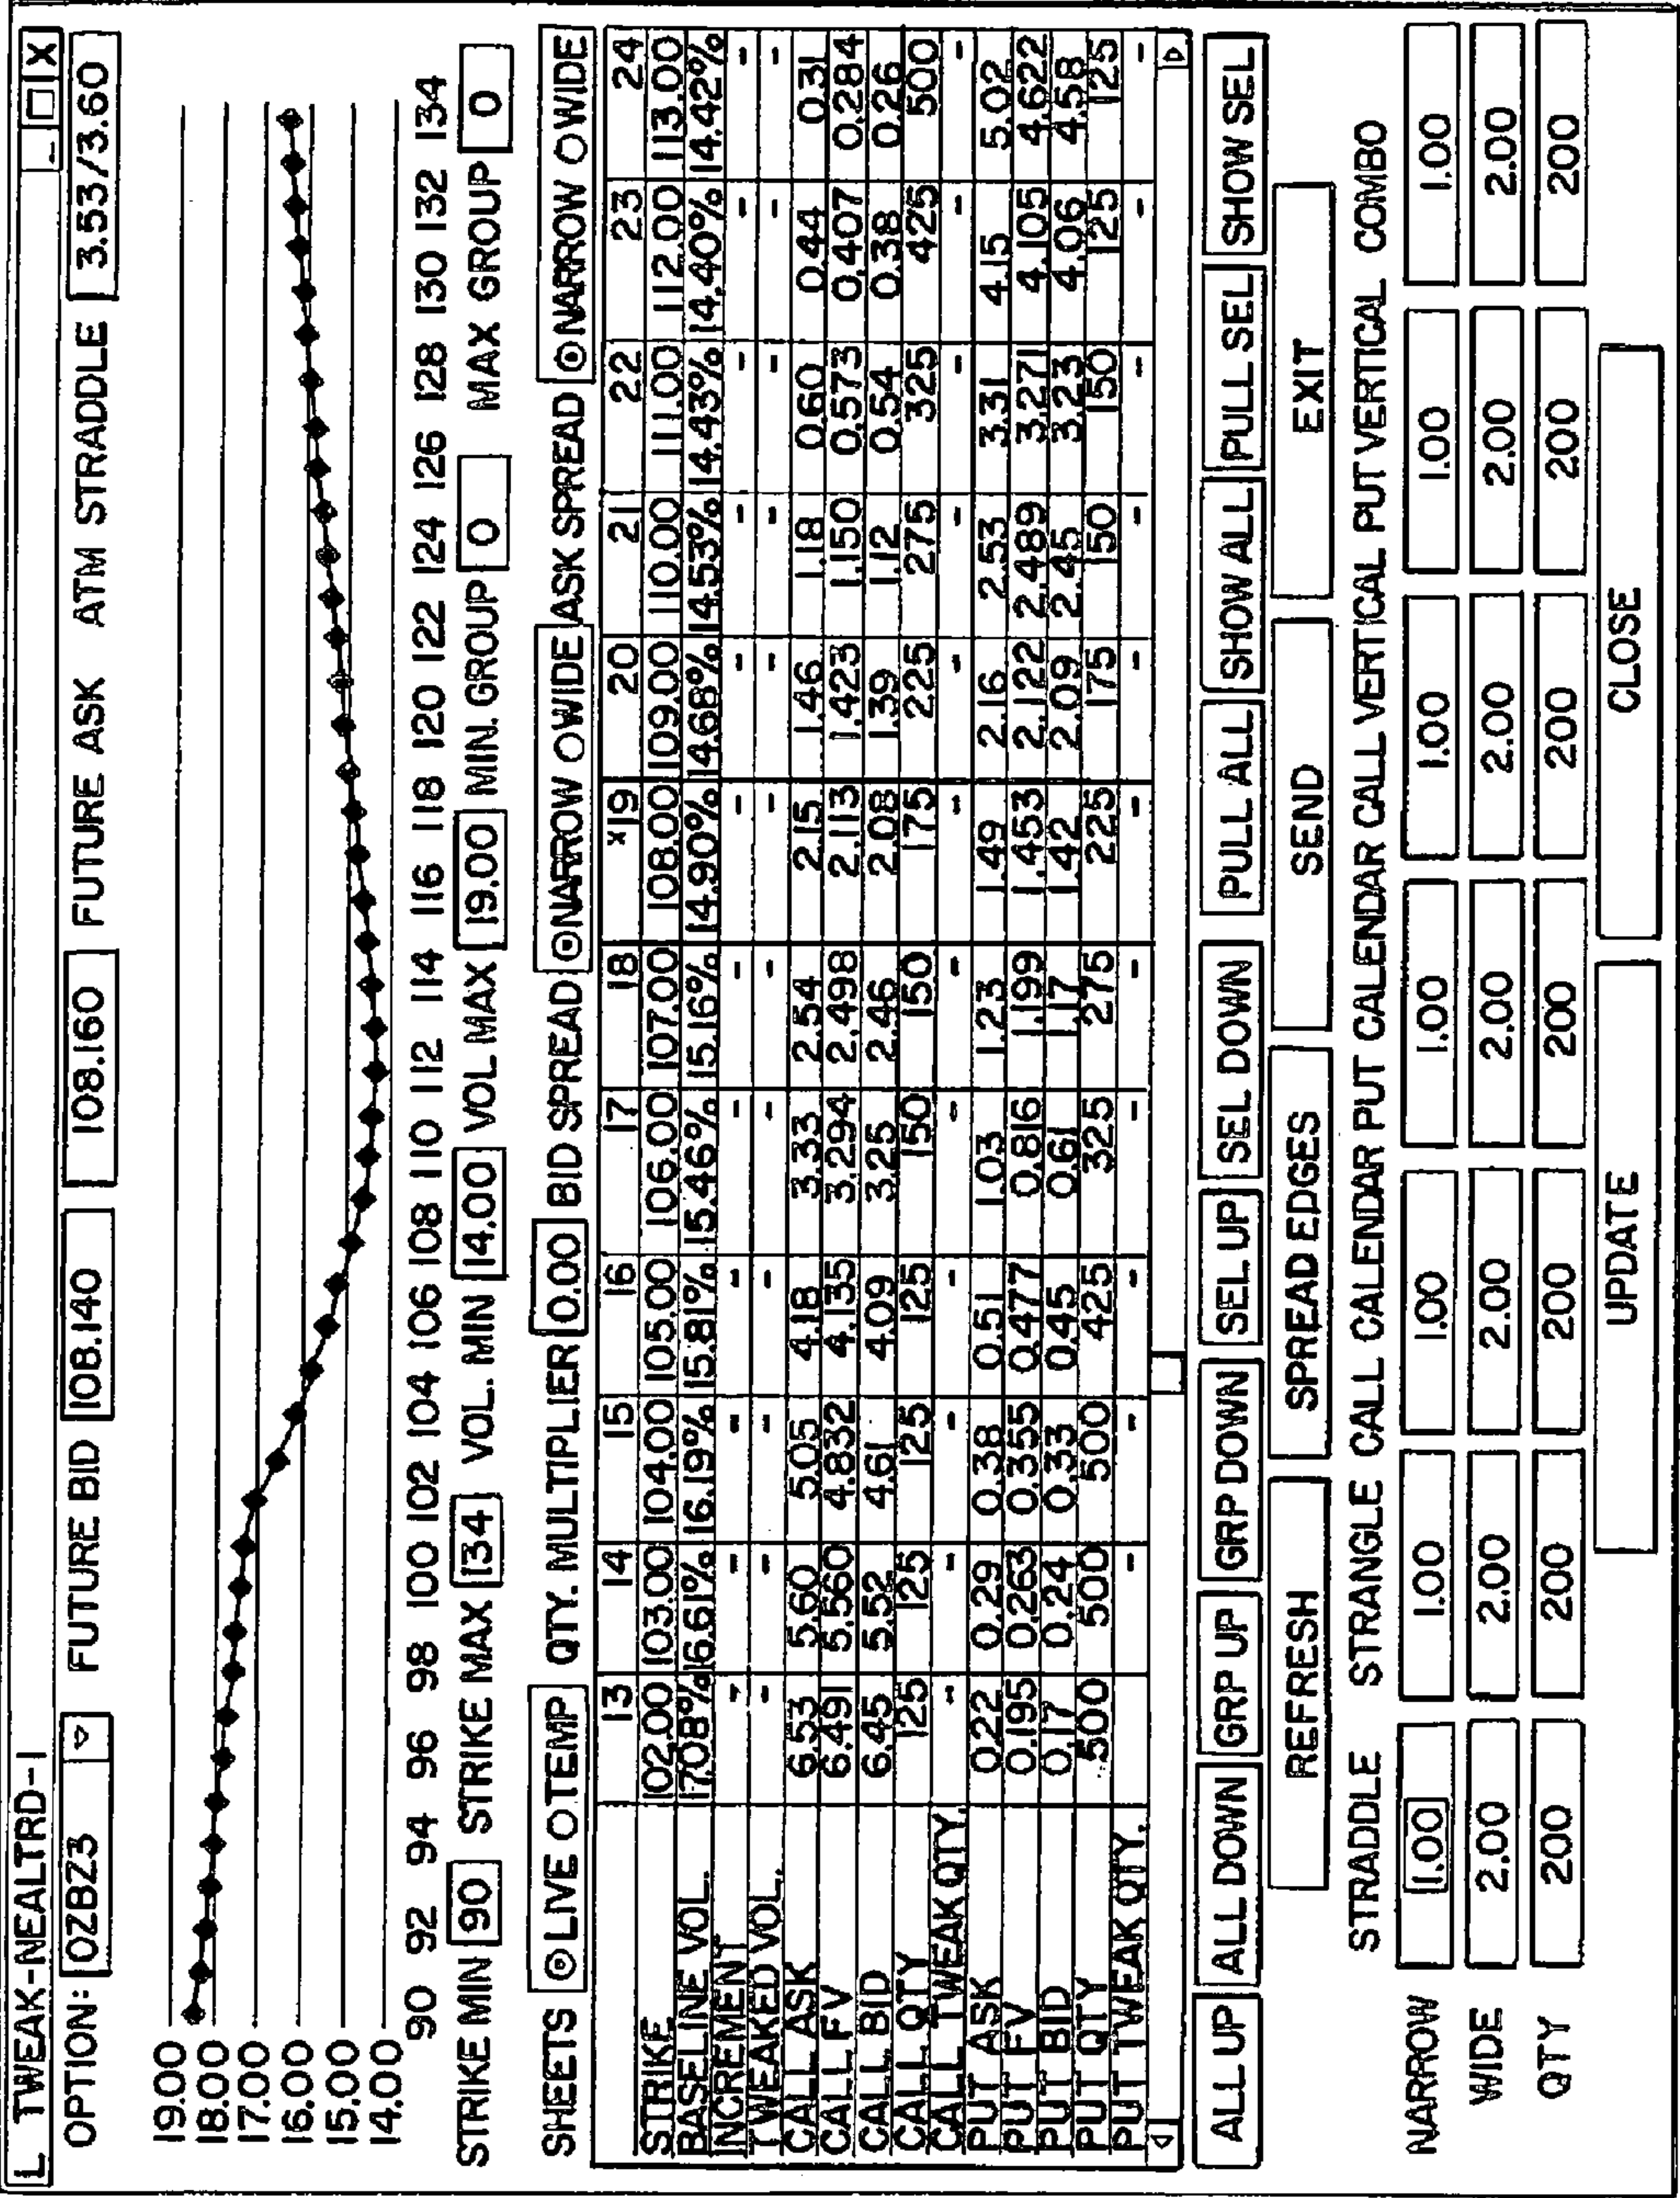 L TWEAK-NEALTRD-1 _ □ X
OPTION: OZBZ3 ▽ FUTURE BID 108.140 108.160 FUTURE ASK ATM STRADDLE 3.53/3.60
19.00
18.00
17.00
16.00
15.00
14.00
90 92 94 96 98 100 102 104 106 108 110 112 114 116 118 120 122 124 126 128 130 132 134
STRIKE MIN 90 STRIKE MAX 134 VOL. MIN 14.00 VOL MAX 19.00 MIN. GROUP 0 MAX GROUP 0
SHEETS ⊙LIVE OTEMP QTY. MULTIPLIER 0.00 BID SPREAD ⊙NARROW OWIDE ASK SPREAD ⊙NARROW OWIDE
13 14 15 16 17 18 x19 20 21 22 23 24
STRIKE 102.00 103.00 104.00 105.00 106.00 107.00 108.00 109.00 110.00 111.00 112.00 113.00
BASELINE VOL. 17.08% 16.61% 16.19% 15.81% 15.46% 15.16% 14.90% 14.68% 14.53% 14.43% 14.40% 14.42%
INCREMENT - - - - - - - - - - - -
TWEAKED VOL. - - - - - - - - - - - -
CALL ASK 6.53 5.60 5.05 4.18 3.33 2.54 2.15 1.46 1.18 0.60 0.44 0.31
CALL FV 6.491 5.560 4.832 4.135 3.294 2.498 2.113 1.423 1.150 0.573 0.407 0.284
CALL BID 6.45 5.52 4.61 4.09 3.25 2.46 2.08 1.39 1.12 0.54 0.38 0.26
CALL QTY 125 125 125 125 150 150 175 225 275 325 425 500
CALL TWEAK QTY. - - - - - - - - - - - -
PUT ASK 0.22 0.29 0.38 0.51 1.03 1.23 1.49 2.16 2.53 3.31 4.15 5.02
PUT FV 0.195 0.263 0.355 0.477 0.816 1.199 1.453 2.122 2.489 3.271 4.105 4.622
PUT BID 0.17 0.24 0.33 0.45 0.61 1.17 1.42 2.09 2.45 3.23 4.06 4.58
PUT QTY 500 500 500 425 325 275 225 175 150 150 125 125
PUT TWEAK QTY. - - - - - - - - - - -
ALL UP ALL DOWN GRP UP GRP DOWN SEL UP SEL DOWN PULL ALL SHOW ALL PULL SEL SHOW SEL
REFRESH SPREAD EDGES SEND EXIT
STRADDLE STRANGLE CALL CALENDAR PUT CALENDAR CALL VERTICAL PUT VERTICAL COMBO
NARROW 1.00 1.00 1.00 1.00 1.00 1.00 1.00
WIDE 2.00 2.00 2.00 2.00 2.00 2.00 2.00
QTY 200 200 200 200 200 200 200
UPDATE CLOSE